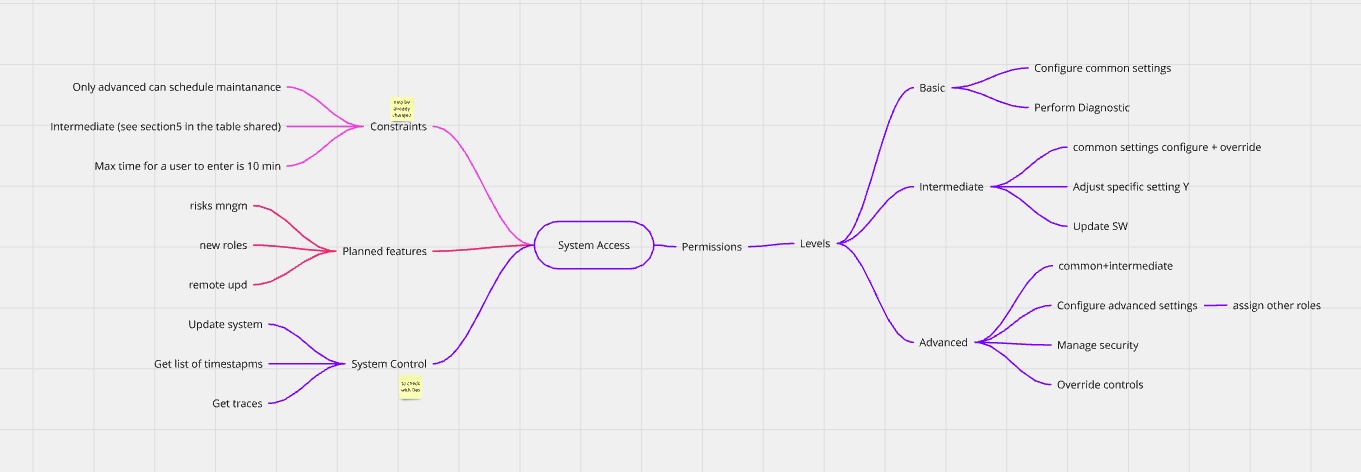 Only advanced can schedule maintanance
Intermediate (see section5 in the table shared)
Max time for a user to enter is 10 min
may be
already
changed
Constraints
risks mngm
new roles
remote upd
Planned features
Update system
Get list of timestapms
Get traces
System Control
to check
with
System Access
Permissions
Levels
Basic
Configure common settings
Perform Diagnostic
Intermediate
common settings configure + override
Adjust specific setting Y
Update SW
Advanced
common+intermediate
Configure advanced settings
assign other roles
Manage security
Override controls